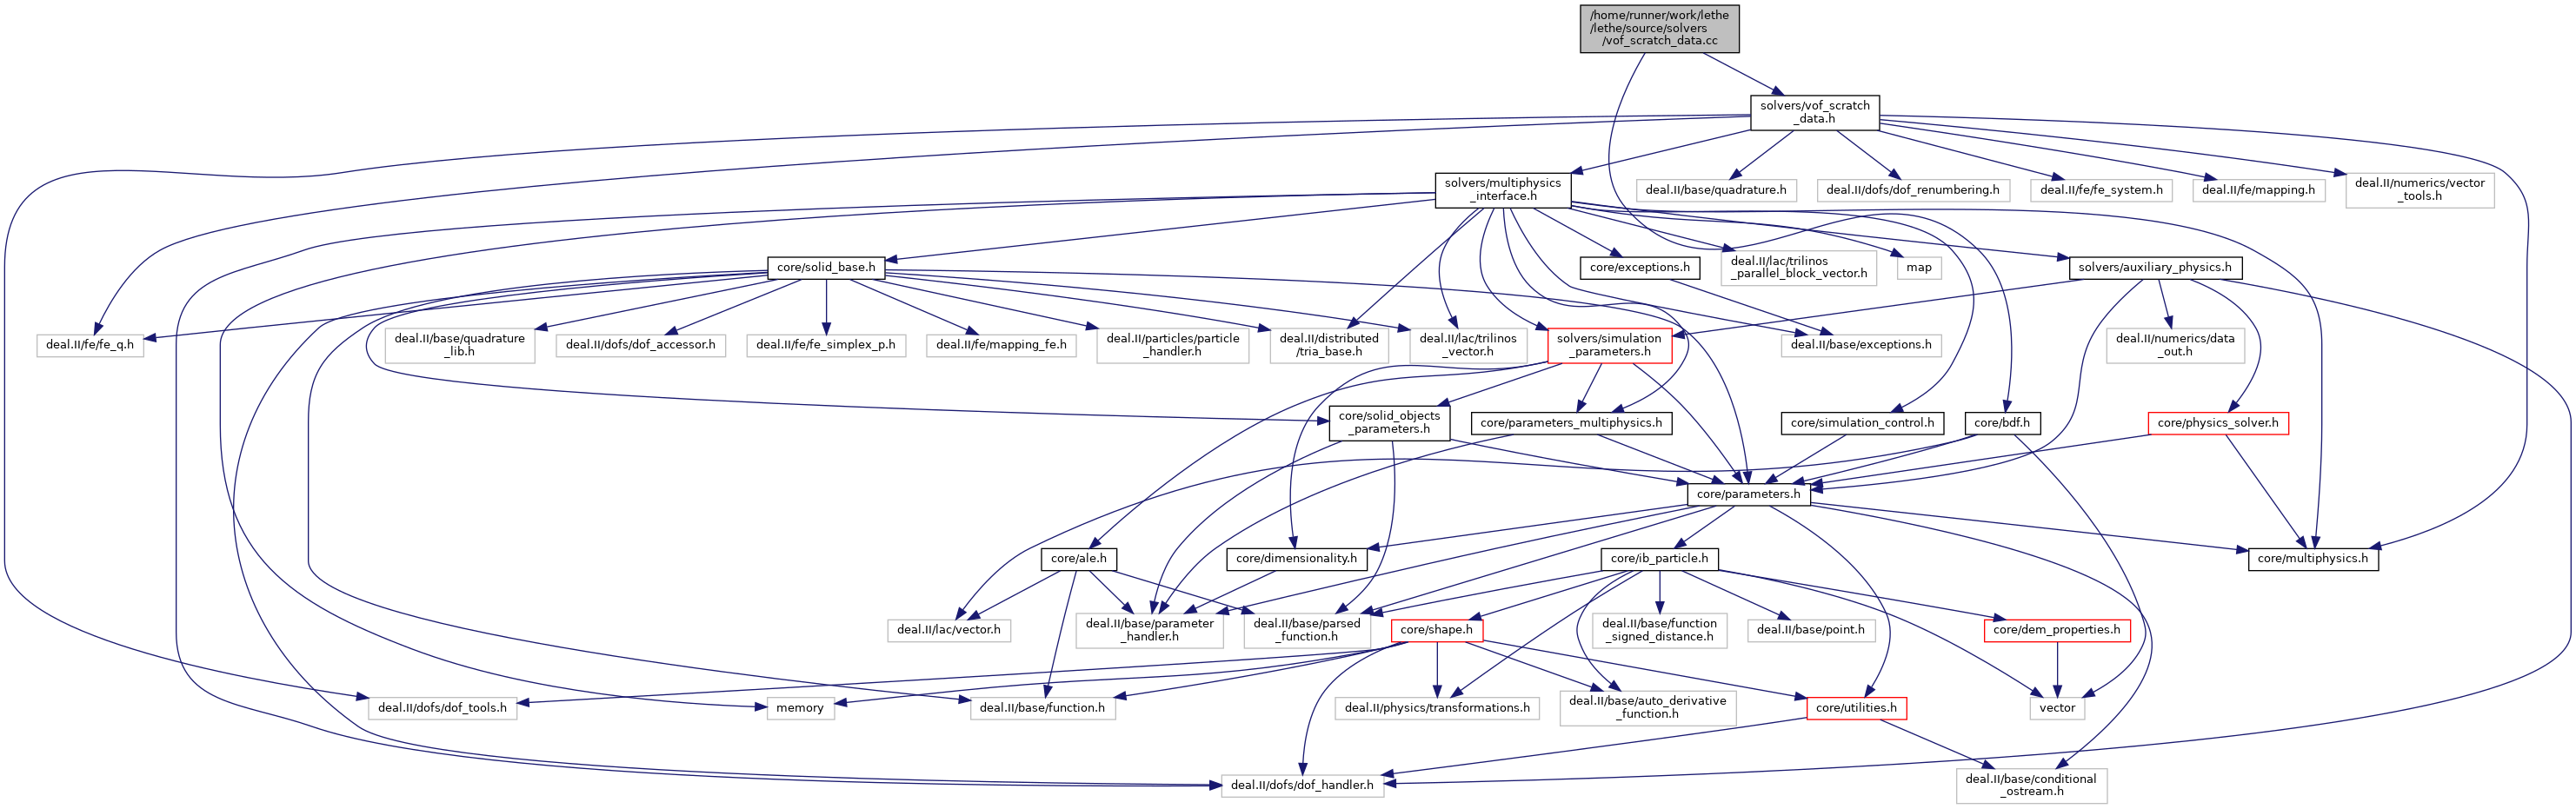 /home/runner/work/lethe
/lethe/source/solvers
/vof_scratch_data.cc
solvers/vof_scratch
_data.h
solvers/multiphysics
_interface.h
deal.II/base/quadrature.h
deal.II/dofs/dof_renumbering.h
deal.II/fe/fe_system.h
deal.II/fe/mapping.h
deal.II/numerics/vector
_tools.h
core/solid_base.h
core/exceptions.h
deal.II/lac/trilinos
_parallel_block_vector.h
map
solvers/auxiliary_physics.h
deal.II/fe/fe_q.h
deal.II/base/quadrature
_lib.h
deal.II/dofs/dof_accessor.h
deal.II/fe/fe_simplex_p.h
deal.II/fe/mapping_fe.h
deal.II/particles/particle
_handler.h
deal.II/distributed
/tria_base.h
deal.II/lac/trilinos
_vector.h
solvers/simulation
_parameters.h
deal.II/base/exceptions.h
deal.II/numerics/data
_out.h
core/solid_objects
_parameters.h
core/parameters_multiphysics.h
core/simulation_control.h
core/bdf.h
core/physics_solver.h
core/parameters.h
core/ale.h
core/dimensionality.h
core/ib_particle.h
core/multiphysics.h
deal.II/lac/vector.h
deal.II/base/parameter
_handler.h
deal.II/base/parsed
_function.h
core/shape.h
deal.II/base/function
_signed_distance.h
deal.II/base/point.h
core/dem_properties.h
deal.II/dofs/dof_tools.h
memory
deal.II/base/function.h
deal.II/physics/transformations.h
deal.II/base/auto_derivative
_function.h
core/utilities.h
vector
deal.II/dofs/dof_handler.h
deal.II/base/conditional
_ostream.h